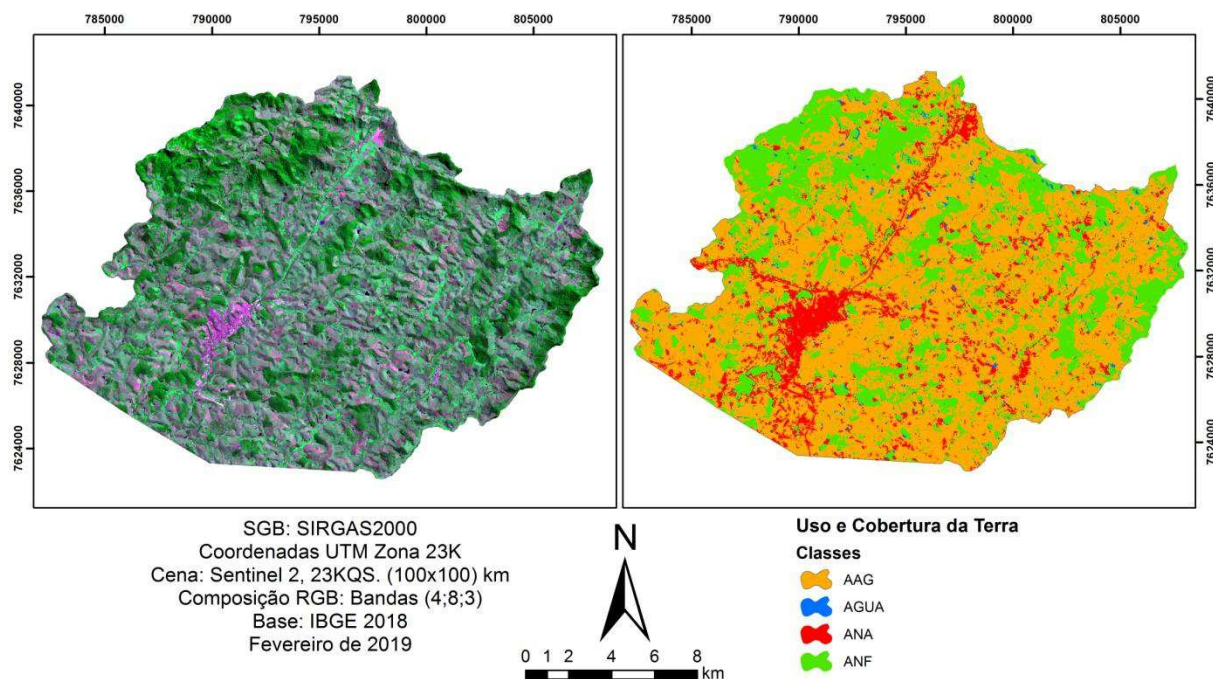 785000 790000 795000 800000 805000
785000 790000 795000 800000 805000
7640000
7636000
7632000
7628000
7624000
7640000
7636000
7632000
7628000
7624000
SGB: SIRGAS2000
Coordenadas UTM Zona 23K
Cena: Sentinel 2, 23KQS. (100x100) km
Composição RGB: Bandas (4;8;3)
Base: IBGE 2018
Fevereiro de 2019
N
0 1 2 4 6 8
km
Uso e Cobertura da Terra
Classes
AAG
AGUA
ANA
ANF